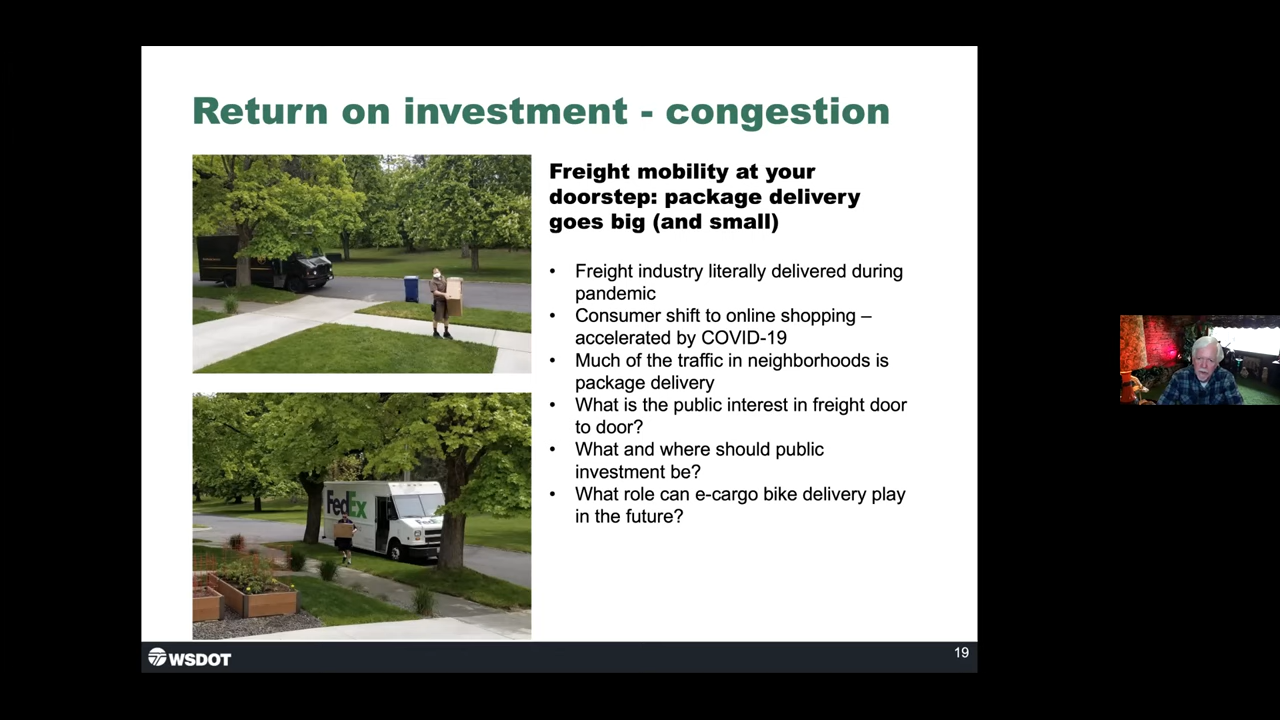 Return on investment - congestion
Freight mobility at your
doorstep: package delivery
goes big (and small)
• Freight industry literally delivered during
pandemic
• Consumer shift to online shopping –
accelerated by COVID-19
• Much of the traffic in neighborhoods is
package delivery
• What is the public interest in freight door
to door?
• What and where should public
investment be?
• What role can e-cargo bike delivery play
in the future?
FedEx
WSDOT
19